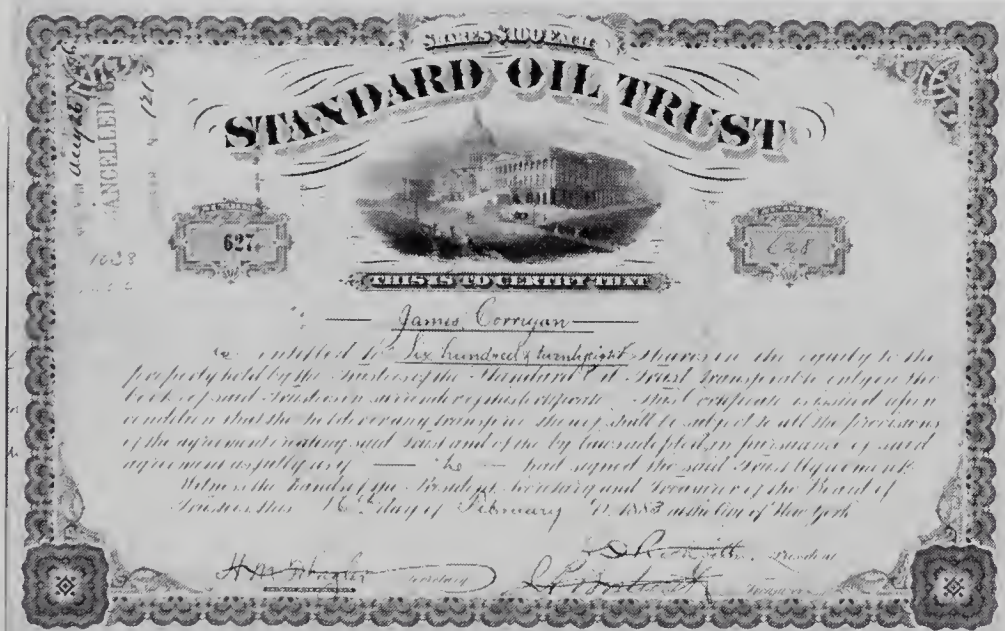 SHARES $100 EACH
STANDARD OIL TRUST
CANCELLED
1213
627
628
1628
THIS IS TO CERTIFY THAT
James Corrigan
is entitled to Six hundred & twenty eight shares in the equity to the
property held by the Trustees of the Standard Oil Trust transferable only on the
books of said Trustees on surrender of this certificate This certificate is issued upon
condition that the holder or any transferee thereof shall be subject to all the provisions
of the agreement creating said Trust and of the by laws adopted in pursuance of said
agreement as fully as if — he — had signed the said Trust Agreement
Witness the hands of the President Secretary and Treasurer of the Board of
Trustees this 16th day of February 1883 in the City of New York
President
H M Flagler Secretary
Treasurer